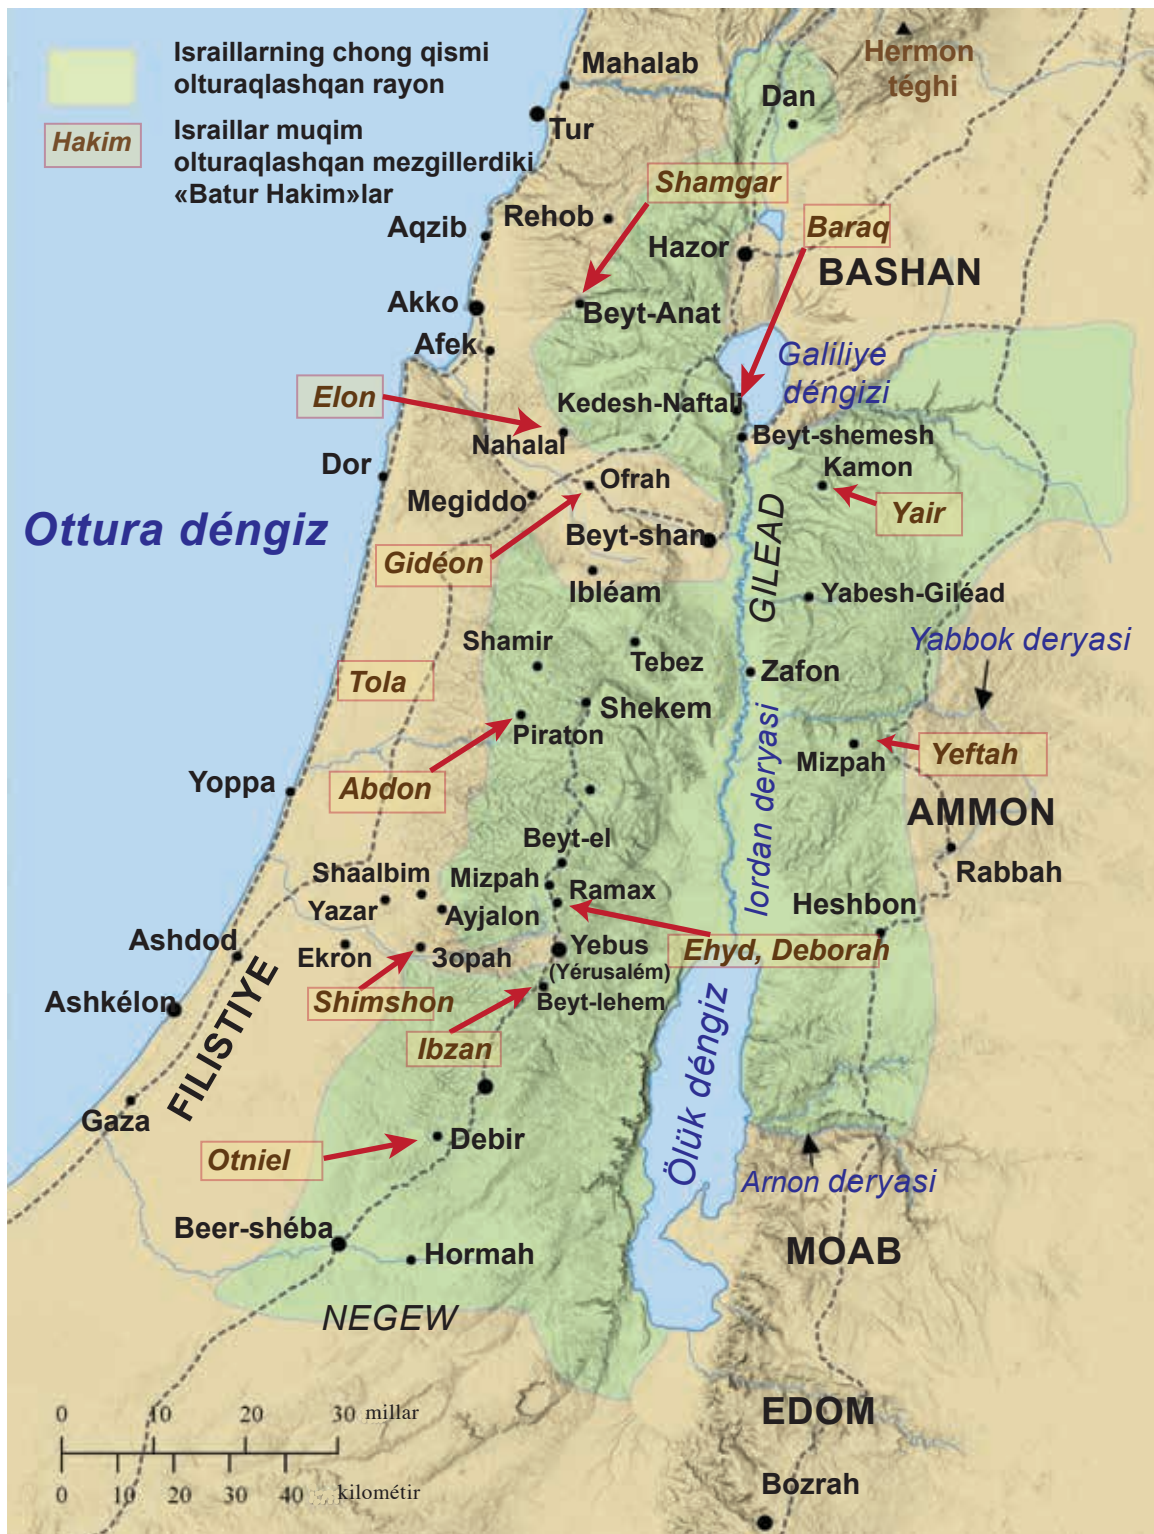 Israillarning chong qismi
olturaqlashqan rayon
Hakim
Israillar muqim
olturaqlashqan mezgillerdiki
«Batur Hakim»lar
Mahalab
Hermon
téghi
Dan
Tur
Shamgar
Rehob
Baraq
Aqzib
Hazor
BASHAN
Akko
Beyt-Anat
Afek
Galiliye
déngizi
Elon
Kedesh-Naftali
Nahalal
Beyt-shemesh
Kamon
Dor
Ofrah
Megiddo
Yair
Ottura déngiz
Beyt-shan
Gidéon
GILEAD
Ibléam
Yabesh-Giléad
Shamir
Yabbok deryasi
Tebez
Zafon
Tola
Shekem
Piraton
Iordan deryasi
Mizpah
Yeftah
Yoppa
Abdon
AMMON
Beyt-el
Rabbah
Shaalbim
Mizpah
Ramax
Yazar
Ayjalon
Heshbon
Ashdod
Ekron
3opah
Yebus
(Yérusalém)
Ehyd, Deborah
Ashkélon
FILISTIYE
Shimshon
Beyt-lehem
Ibzan
Ölük déngiz
Gaza
Debir
Otniel
Arnon deryasi
Beer-shéba
Hormah
MOAB
NEGEW
EDOM
0 10 20 30 millar
0 10 20 30 40 kilométir
Bozrah